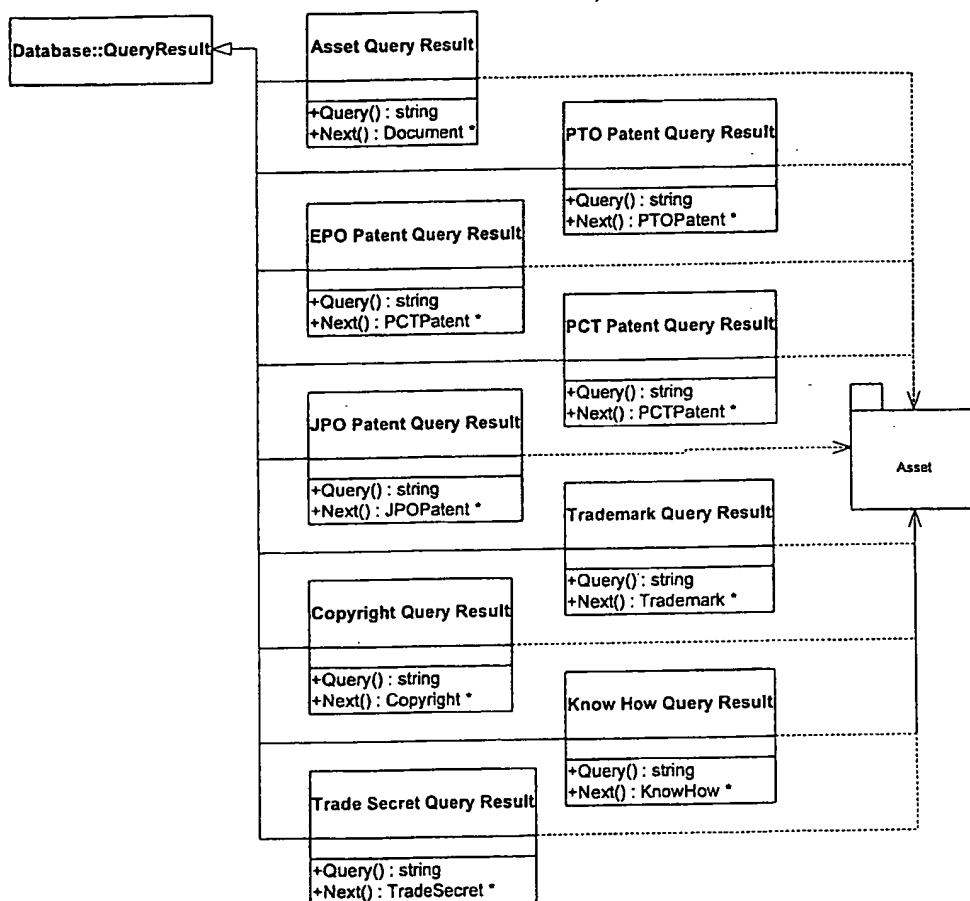 Database::QueryResult
Asset Query Result
+Query() : string
+Next() : Document *
PTO Patent Query Result
+Query() : string
+Next() : PTOPatent *
EPO Patent Query Result
+Query() : string
+Next() : PCTPatent *
PCT Patent Query Result
+Query() : string
+Next() : PCTPatent *
JPO Patent Query Result
+Query() : string
+Next() : JPOPatent *
Asset
Trademark Query Result
+Query() : string
+Next() : Trademark *
Copyright Query Result
+Query() : string
+Next() : Copyright *
Know How Query Result
+Query() : string
+Next() : KnowHow *
Trade Secret Query Result
+Query() : string
+Next() : TradeSecret *